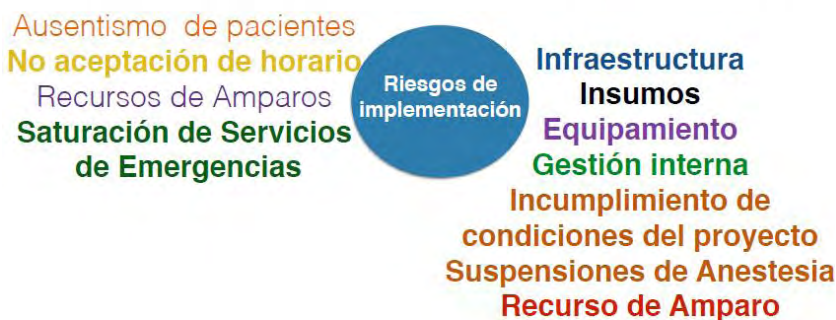 Ausentismo de pacientes
No aceptación de horario
Recursos de Amparos
Saturación de Servicios
de Emergencias
Riesgos de
implementación
Infraestructura
Insumos
Equipamiento
Gestión interna
Incumplimiento de
condiciones del proyecto
Suspensiones de Anestesia
Recurso de Amparo